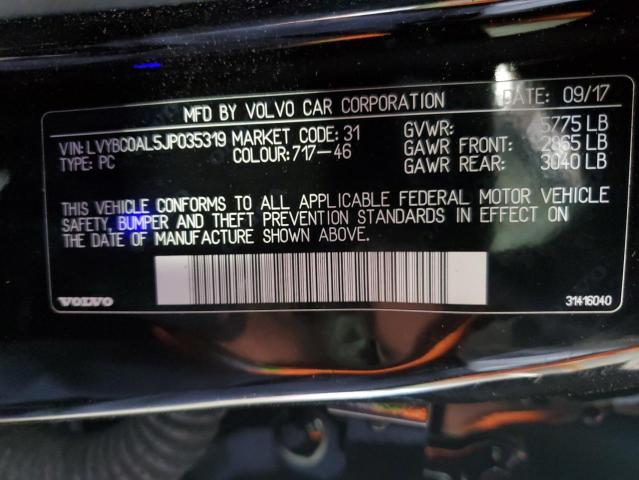 MFD BY VOLVO CAR CORPORATION DATE: 09/17
VIN: LVYBC0AL5JP035319 MARKET CODE: 31 GVWR: 5775 LB
TYPE: PC COLOUR: 717-46 GAWR FRONT: 2865 LB
GAWR REAR: 3040 LB
THIS VEHICLE CONFORMS TO ALL APPLICABLE FEDERAL MOTOR VEHICLE
SAFETY, BUMPER AND THEFT PREVENTION STANDARDS IN EFFECT ON
THE DATE OF MANUFACTURE SHOWN ABOVE.
VOLVO 31416040